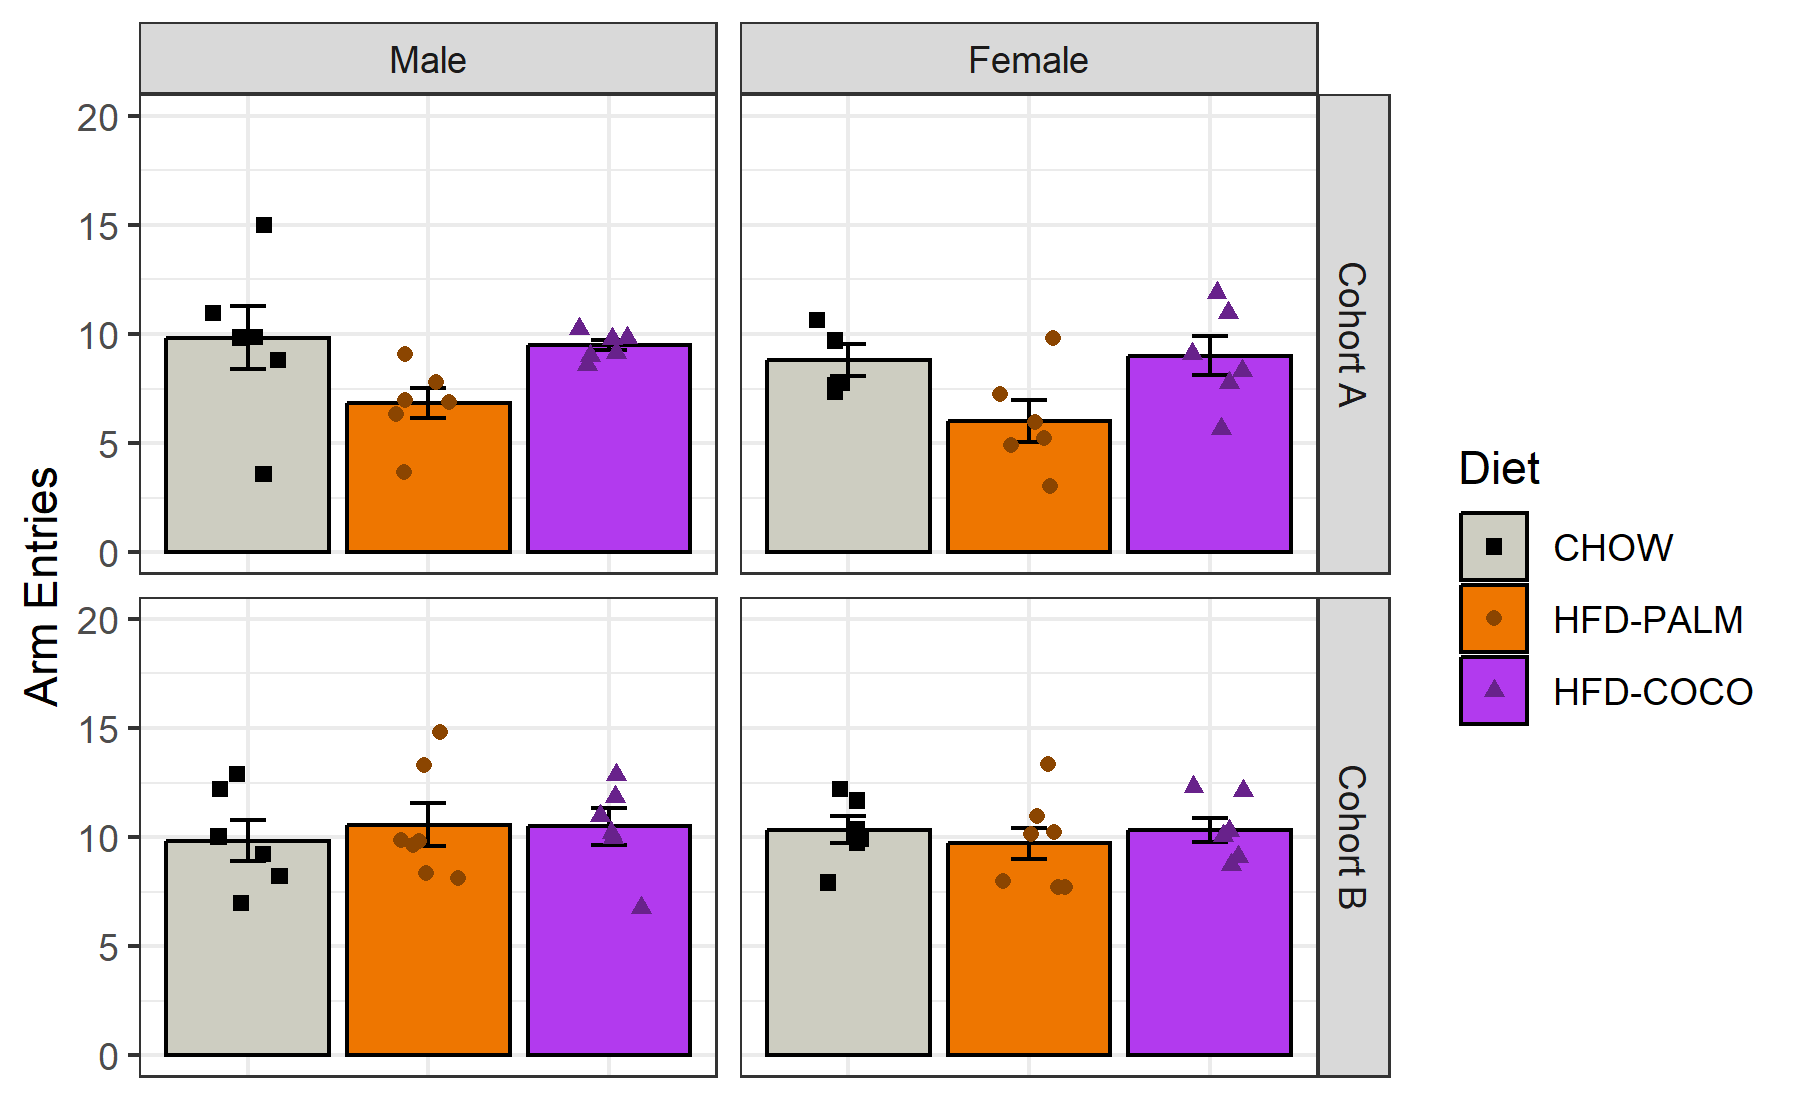 Male
Female
20
15
10
5
0
Cohort A
20
15
10
5
0
Cohort B
Arm Entries
Diet
CHOW
HFD-PALM
HFD-COCO